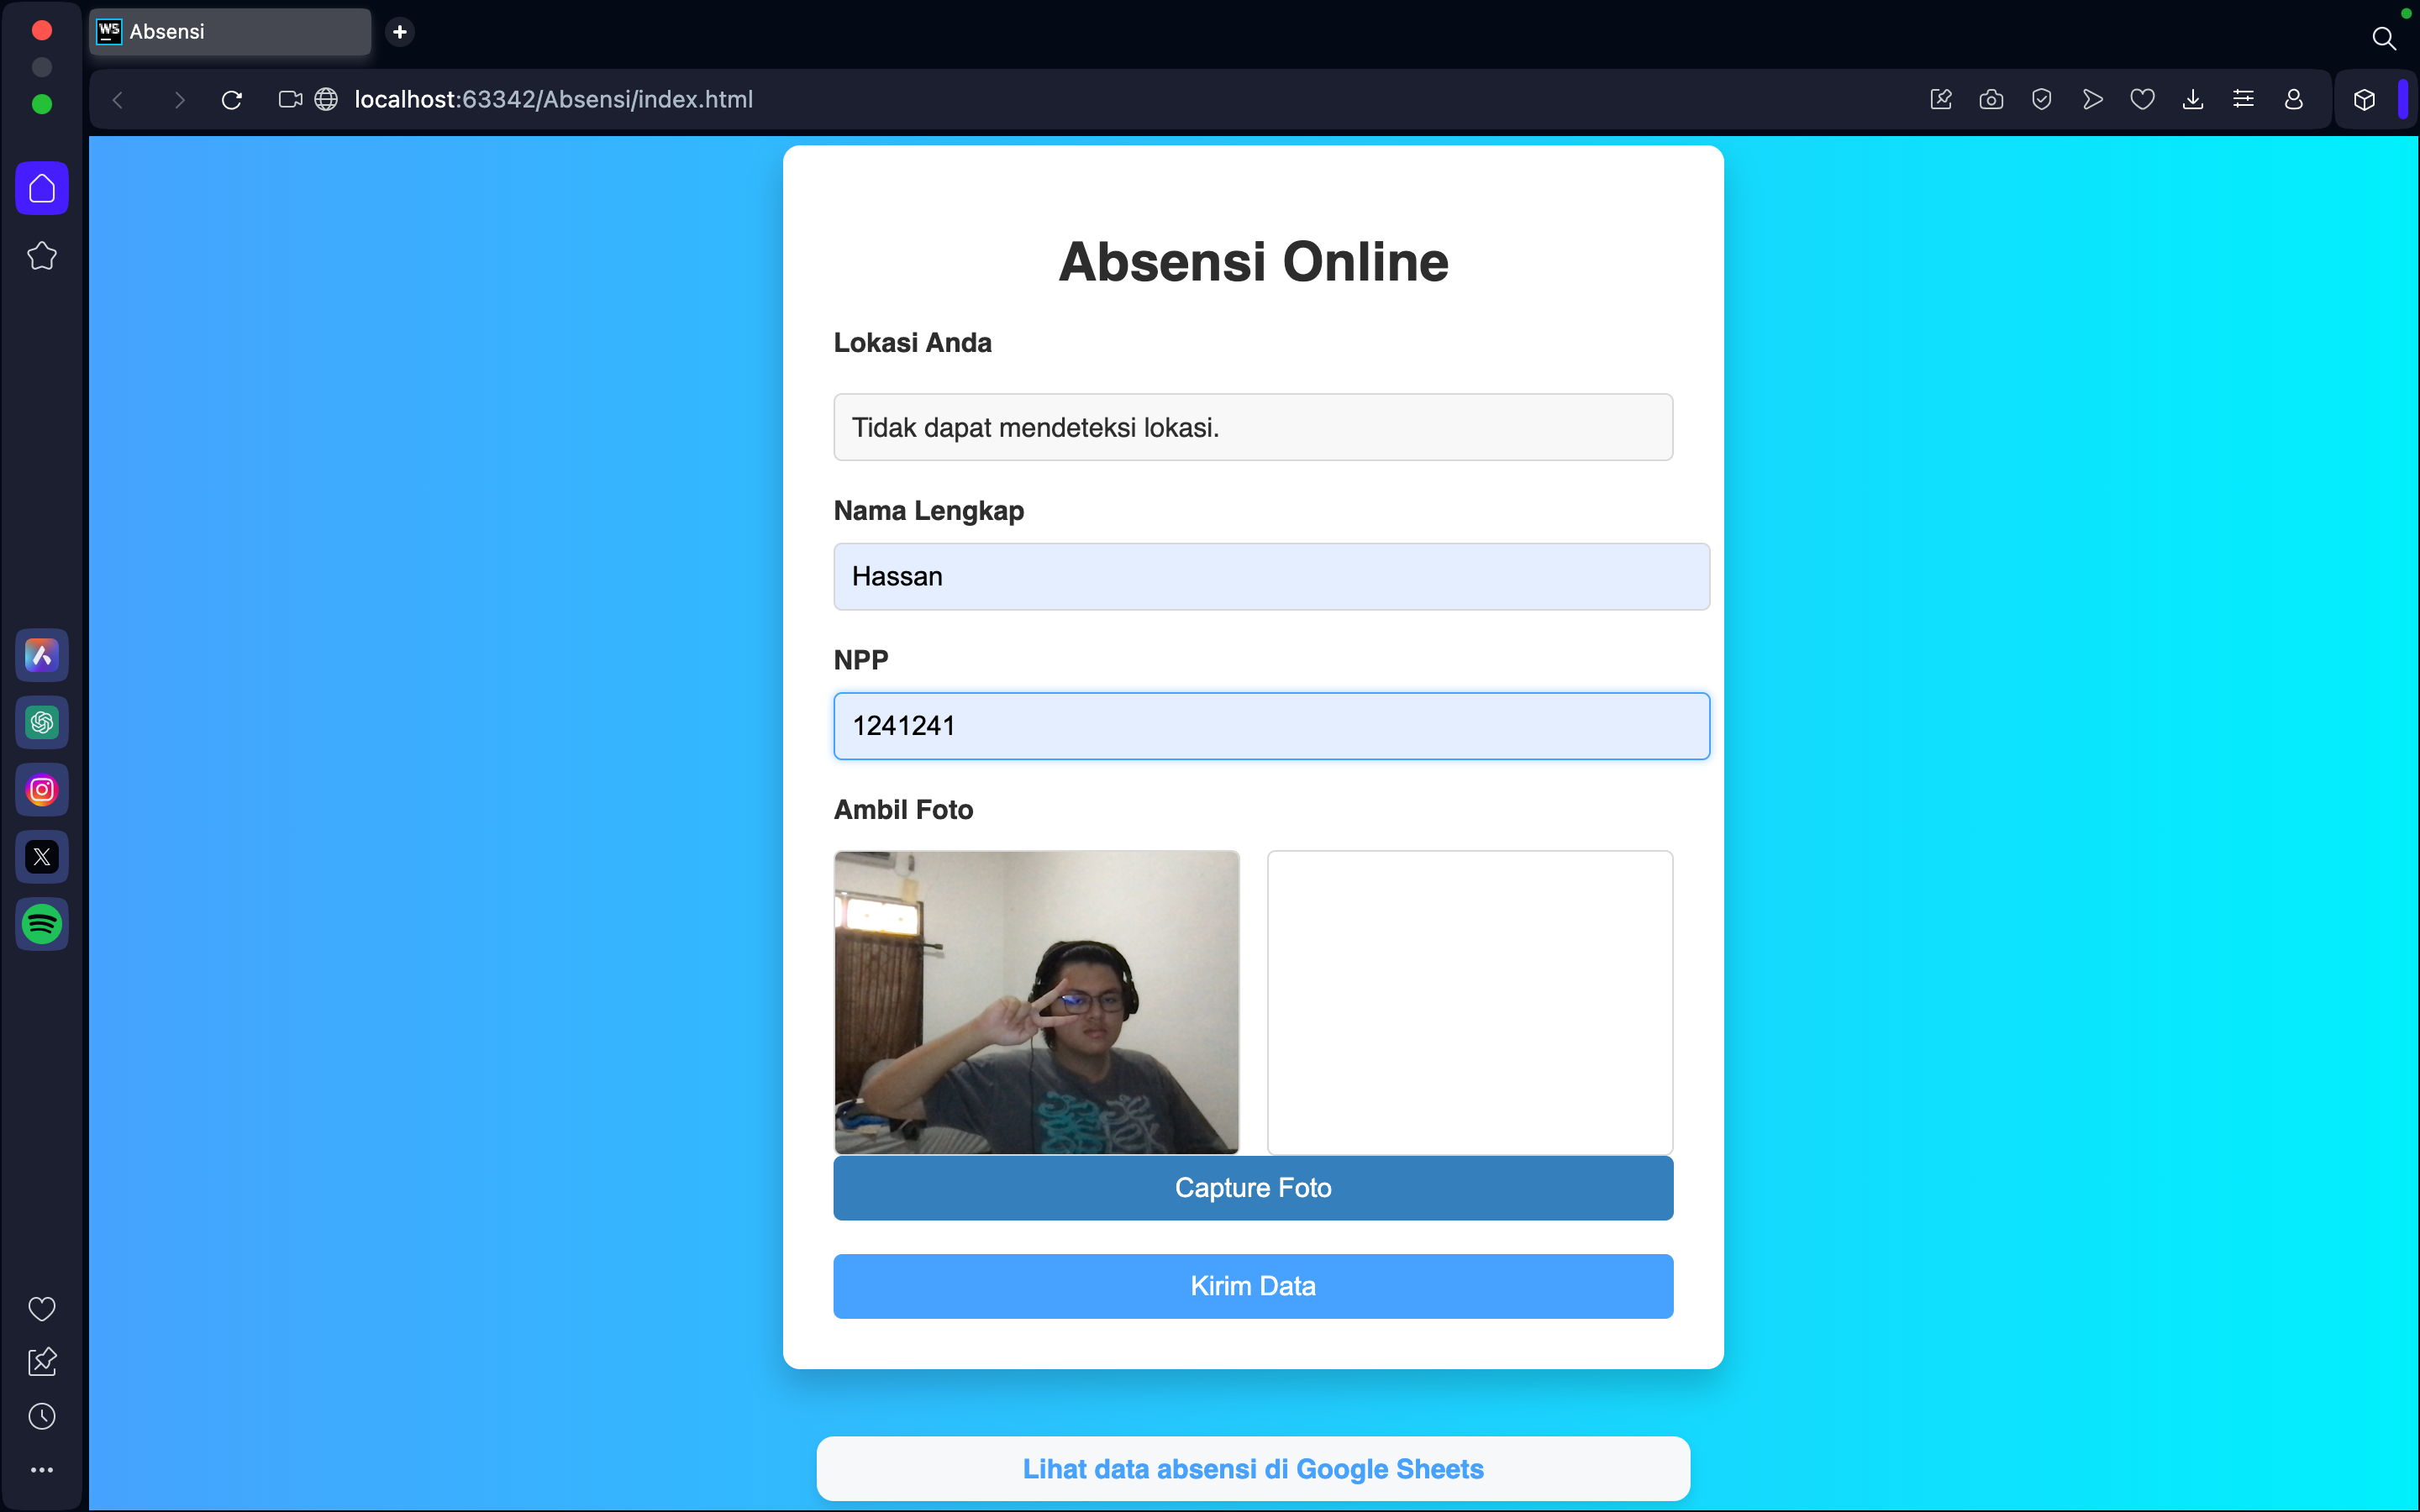 WS Absensi
localhost:63342/Absensi/index.html
Absensi Online
Lokasi Anda
Tidak dapat mendeteksi lokasi.
Nama Lengkap
Hassan
NPP
1241241
Ambil Foto
Capture Foto
Kirim Data
Lihat data absensi di Google Sheets